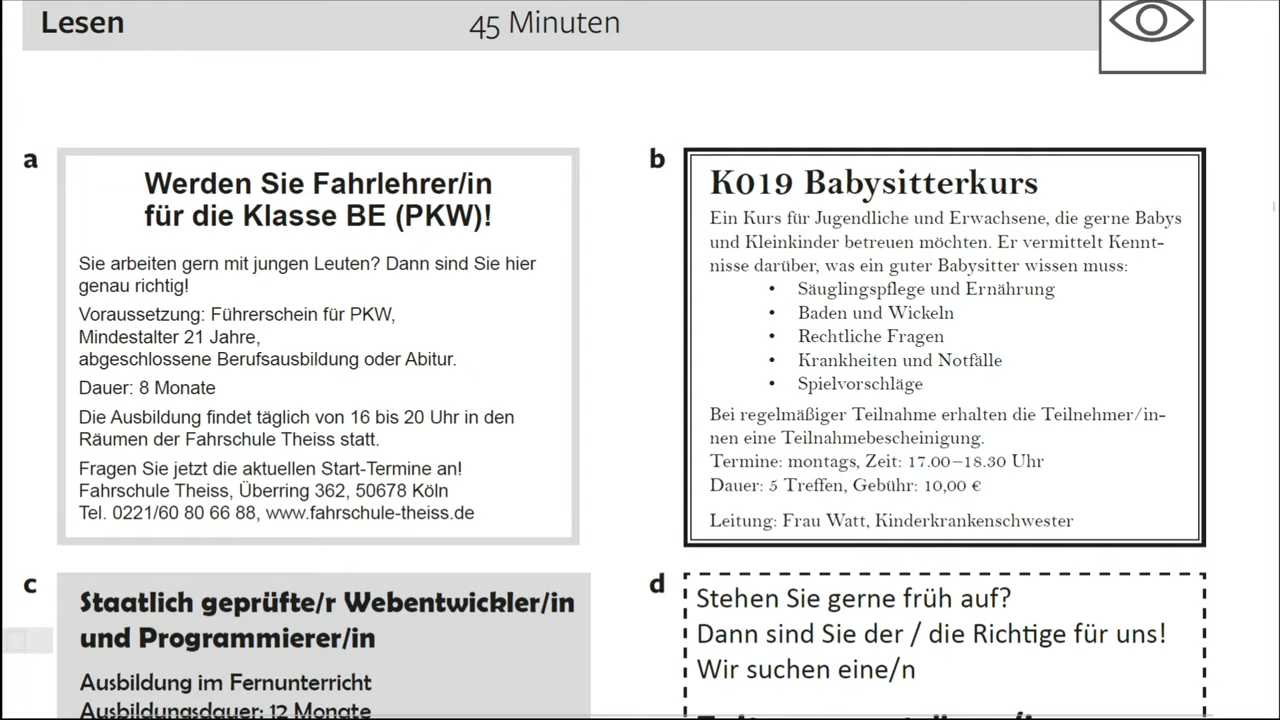 Lesen 45 Minuten
a
Werden Sie Fahrlehrer/in
für die Klasse BE (PKW)!
Sie arbeiten gern mit jungen Leuten? Dann sind Sie hier
genau richtig!
Voraussetzung: Führerschein für PKW,
Mindestalter 21 Jahre,
abgeschlossene Berufsausbildung oder Abitur.
Dauer: 8 Monate
Die Ausbildung findet täglich von 16 bis 20 Uhr in den
Räumen der Fahrschule Theiss statt.
Fragen Sie jetzt die aktuellen Start-Termine an!
Fahrschule Theiss, Überring 362, 50678 Köln
Tel. 0221/60 80 66 88, www.fahrschule-theiss.de
b
K019 Babysitterkurs
Ein Kurs für Jugendliche und Erwachsene, die gerne Babys
und Kleinkinder betreuen möchten. Er vermittelt Kennt-
nisse darüber, was ein guter Babysitter wissen muss:
• Säuglingspflege und Ernährung
• Baden und Wickeln
• Rechtliche Fragen
• Krankheiten und Notfälle
• Spielvorschläge
Bei regelmäßiger Teilnahme erhalten die Teilnehmer/in-
nen eine Teilnahmebescheinigung.
Termine: montags, Zeit: 17.00–18.30 Uhr
Dauer: 5 Treffen, Gebühr: 10,00 €
Leitung: Frau Watt, Kinderkrankenschwester
c
Staatlich geprüfte/r Webentwickler/in
und Programmierer/in
Ausbildung im Fernunterricht
Ausbildungsdauer: 12 Monate
d
Stehen Sie gerne früh auf?
Dann sind Sie der / die Richtige für uns!
Wir suchen eine/n